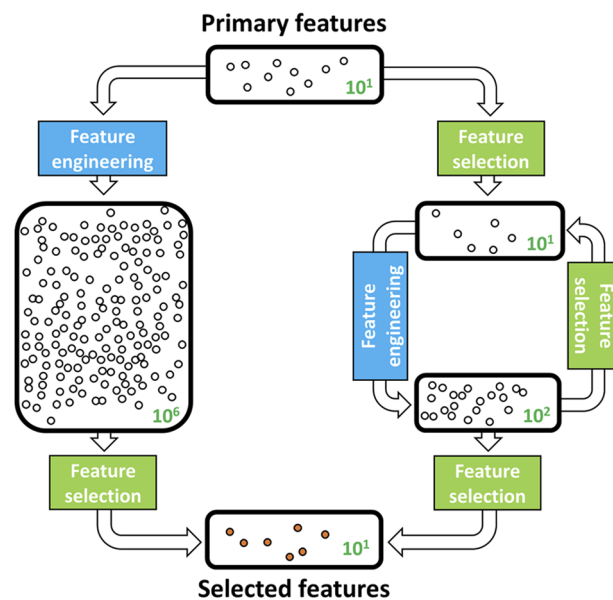 Primary features
10¹
Feature
engineering
Feature
selection
10¹
Feature
engineering
Feature
selection
10⁶
10²
Feature
selection
Feature
selection
10¹
Selected features